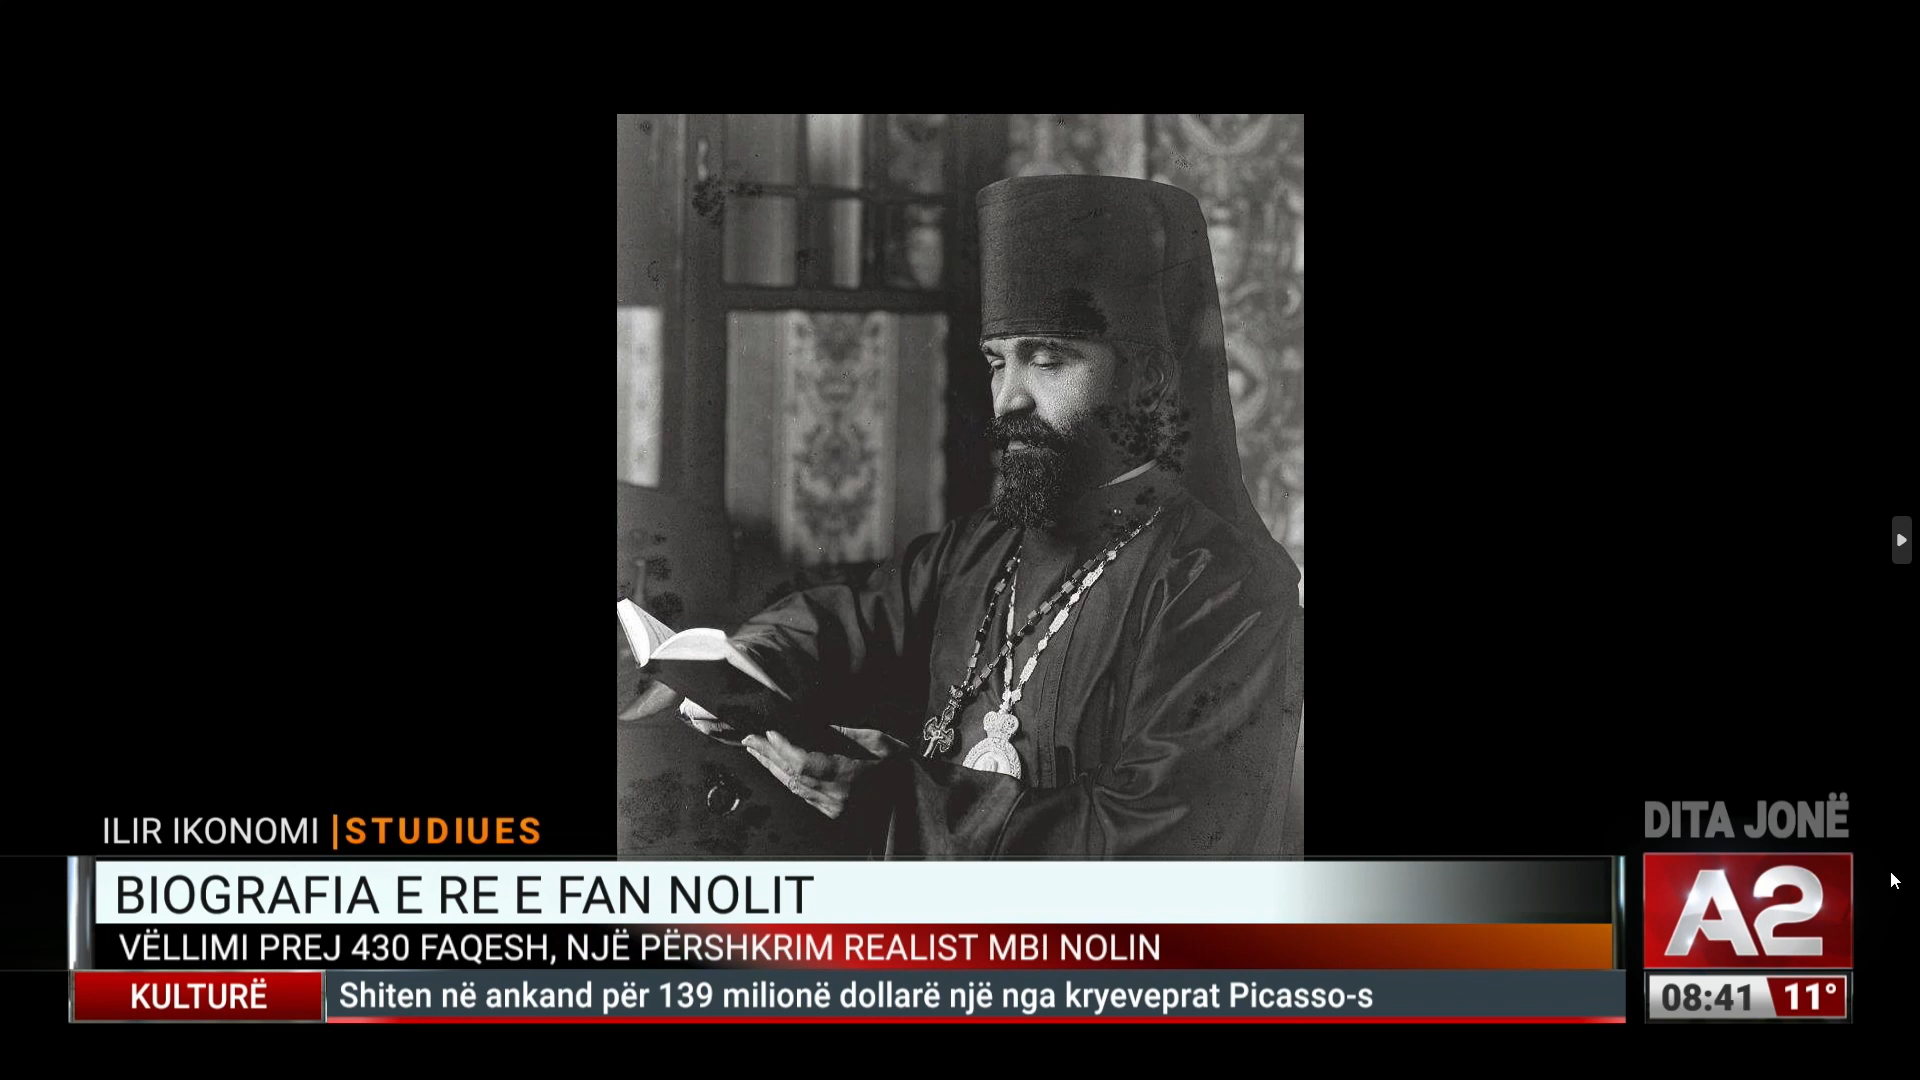 ILIR IKONOMI | STUDIUES
BIOGRAFIA E RE E FAN NOLIT
VËLLIMI PREJ 430 FAQESH, NJË PËRSHKRIM REALIST MBI NOLIN
KULTURË
Shiten në ankand për 139 milionë dollarë një nga kryeveprat Picasso-s
DITA JONË
A2
08:41 11°